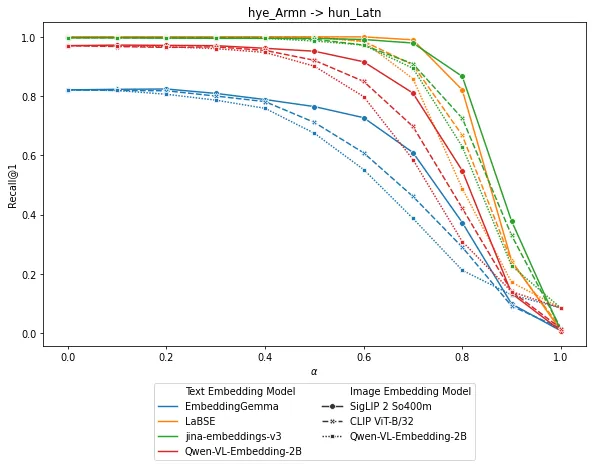 hye_Armn -> hun_Latn
Recall@1
1.0
0.8
0.6
0.4
0.2
0.0
0.0 0.2 0.4 0.6 0.8 1.0
α
Text Embedding Model
EmbeddingGemma
LaBSE
jina-embeddings-v3
Qwen-VL-Embedding-2B
Image Embedding Model
SigLIP 2 So400m
CLIP ViT-B/32
Qwen-VL-Embedding-2B